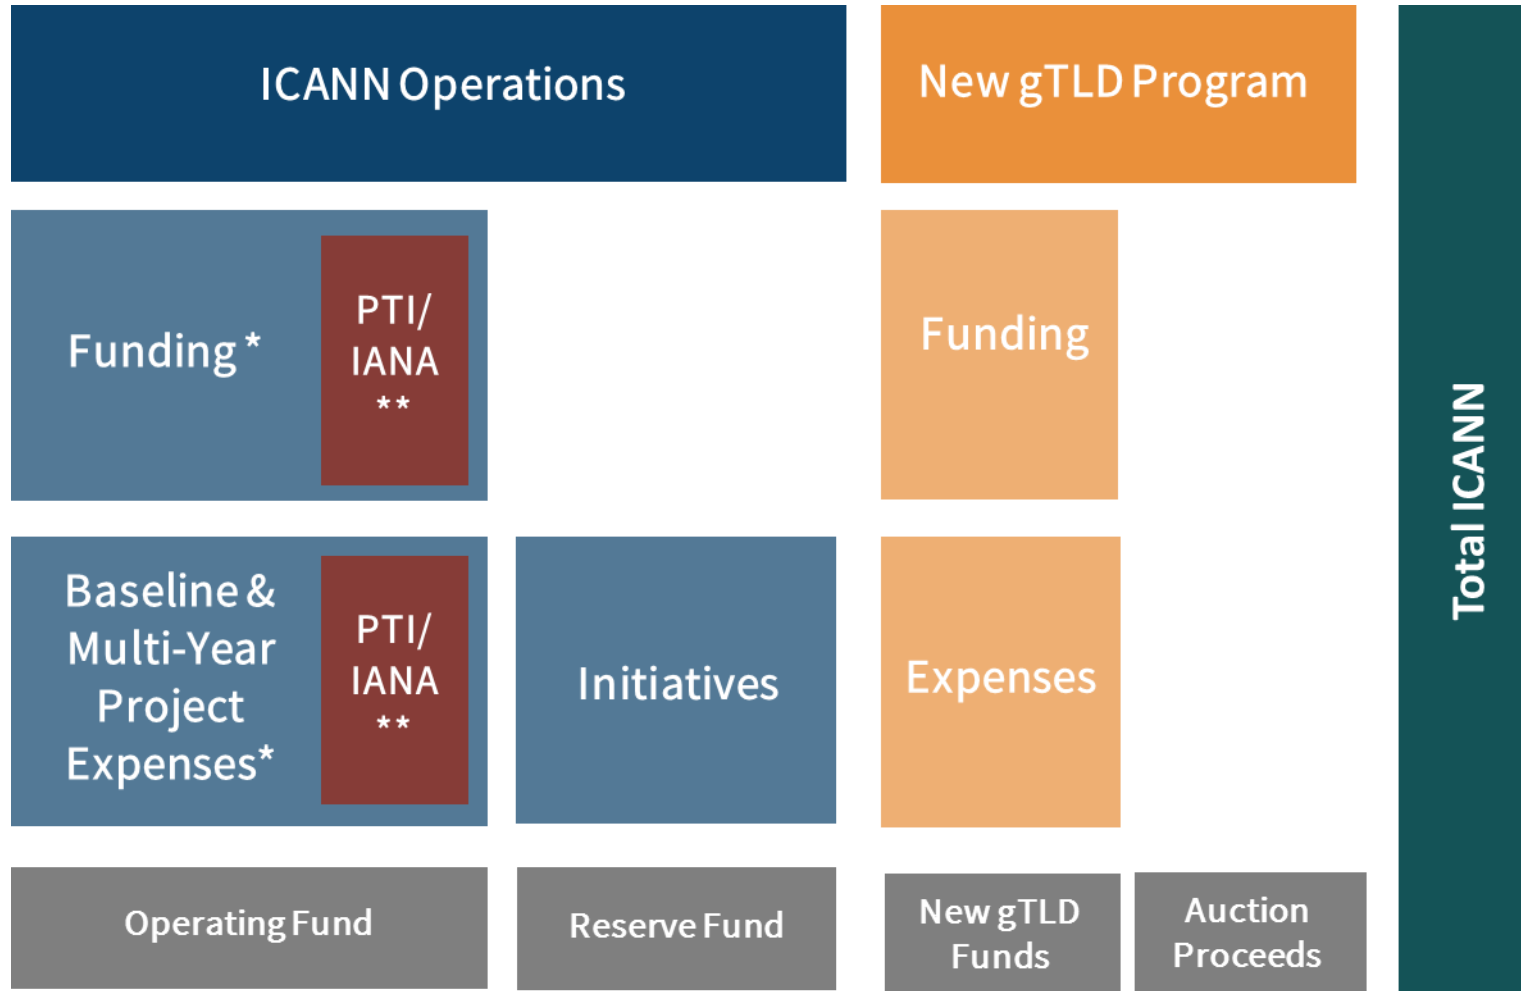 ICANN Operations
New gTLD Program
Funding *
PTI/
IANA
**
Funding
Baseline &
Multi-Year
Project
Expenses*
PTI/
IANA
**
Initiatives
Expenses
Operating Fund
Reserve Fund
New gTLD
Funds
Auction
Proceeds
Total ICANN